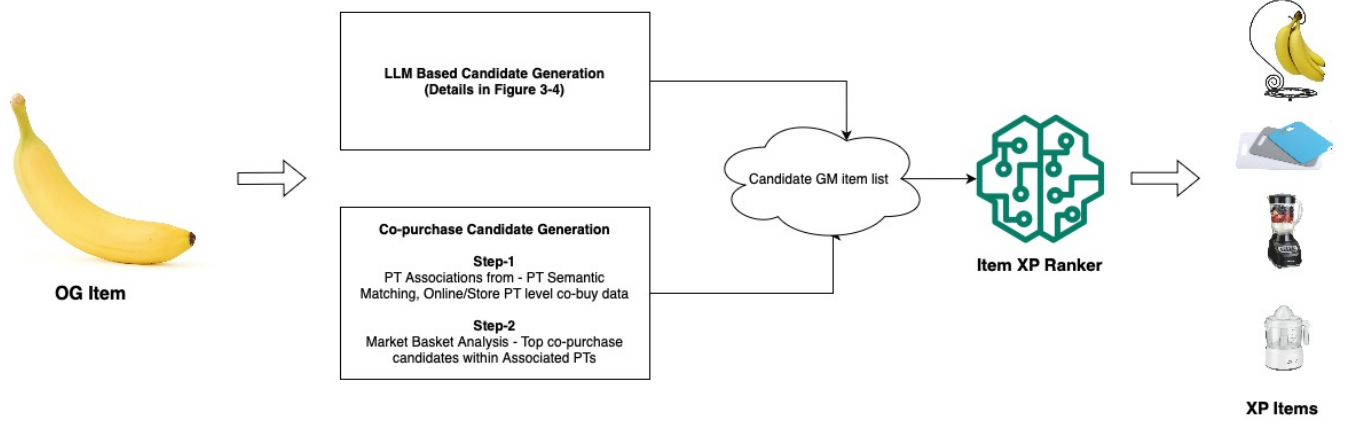 LLM Based Candidate Generation
(Details in Figure 3-4)
Candidate GM item list
Co-purchase Candidate Generation
Step-1
PT Associations from - PT Semantic
Matching, Online/Store PT level co-buy data
Step-2
Market Basket Analysis - Top co-purchase
candidates within Associated PTs
OG Item
Item XP Ranker
XP Items